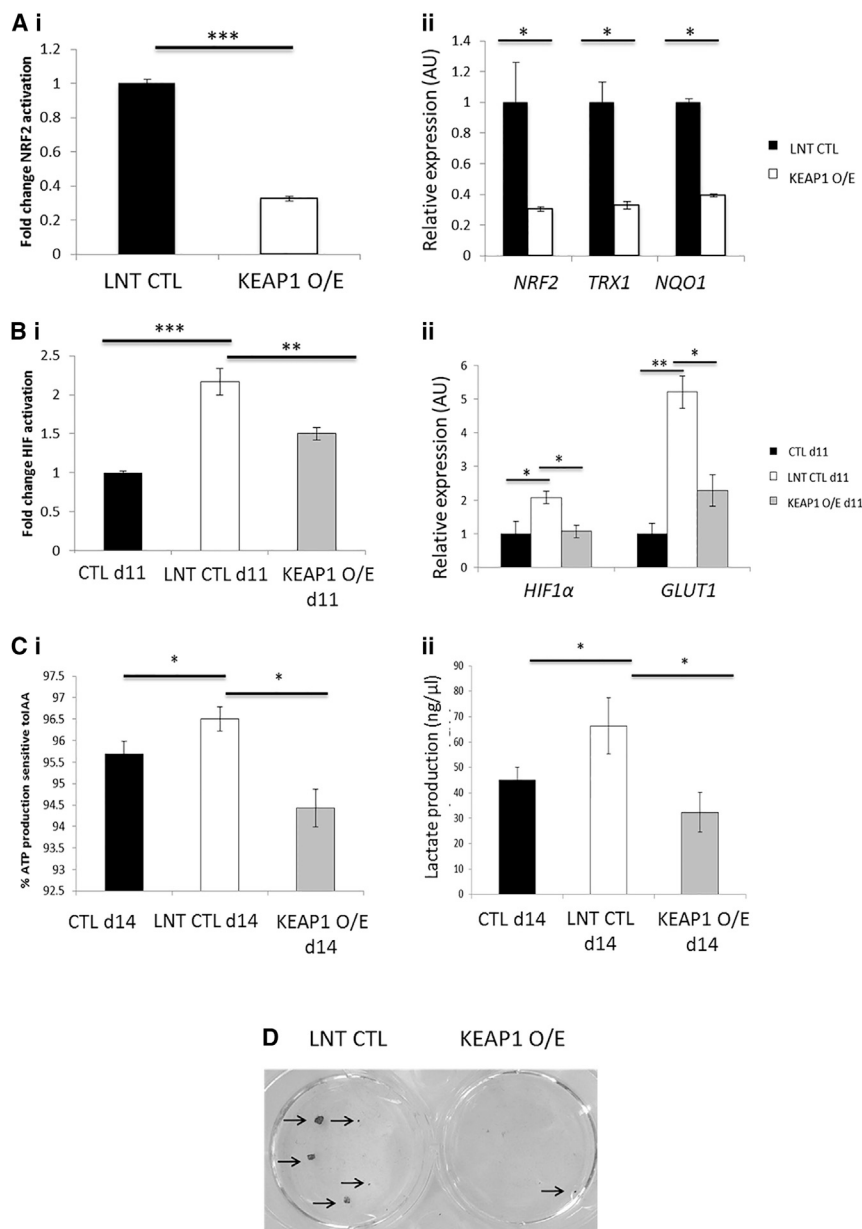 A i
***
Fold change NRF2 activation
1.2
1
0.8
0.6
0.4
0.2
0
LNT CTL
KEAP1 O/E
ii
*
*
*
Relative expression (AU)
1.4
1.2
1
0.8
0.6
0.4
0.2
0
NRF2
TRX1
NQO1
LNT CTL
KEAP1 O/E
B i
***
**
Fold change HIF activation
2.5
2
1.5
1
0.5
0
CTL d11
LNT CTL d11
KEAP1 O/E
d11
ii
*
*
**
*
Relative expression (AU)
6
5
4
3
2
1
0
HIF1α
GLUT1
CTL d11
LNT CTL d11
KEAP1 O/E d11
C i
*
*
% ATP production sensitive toIAA
97.5
97
96.5
96
95.5
95
94.5
94
93.5
93
92.5
CTL d14
LNT CTL d14
KEAP1 O/E
d14
ii
*
*
Lactate production (ng/μl)
90
80
70
60
50
40
30
20
10
0
CTL d14
LNT CTL
d14
KEAP1 O/E
d14
D
LNT CTL
KEAP1 O/E